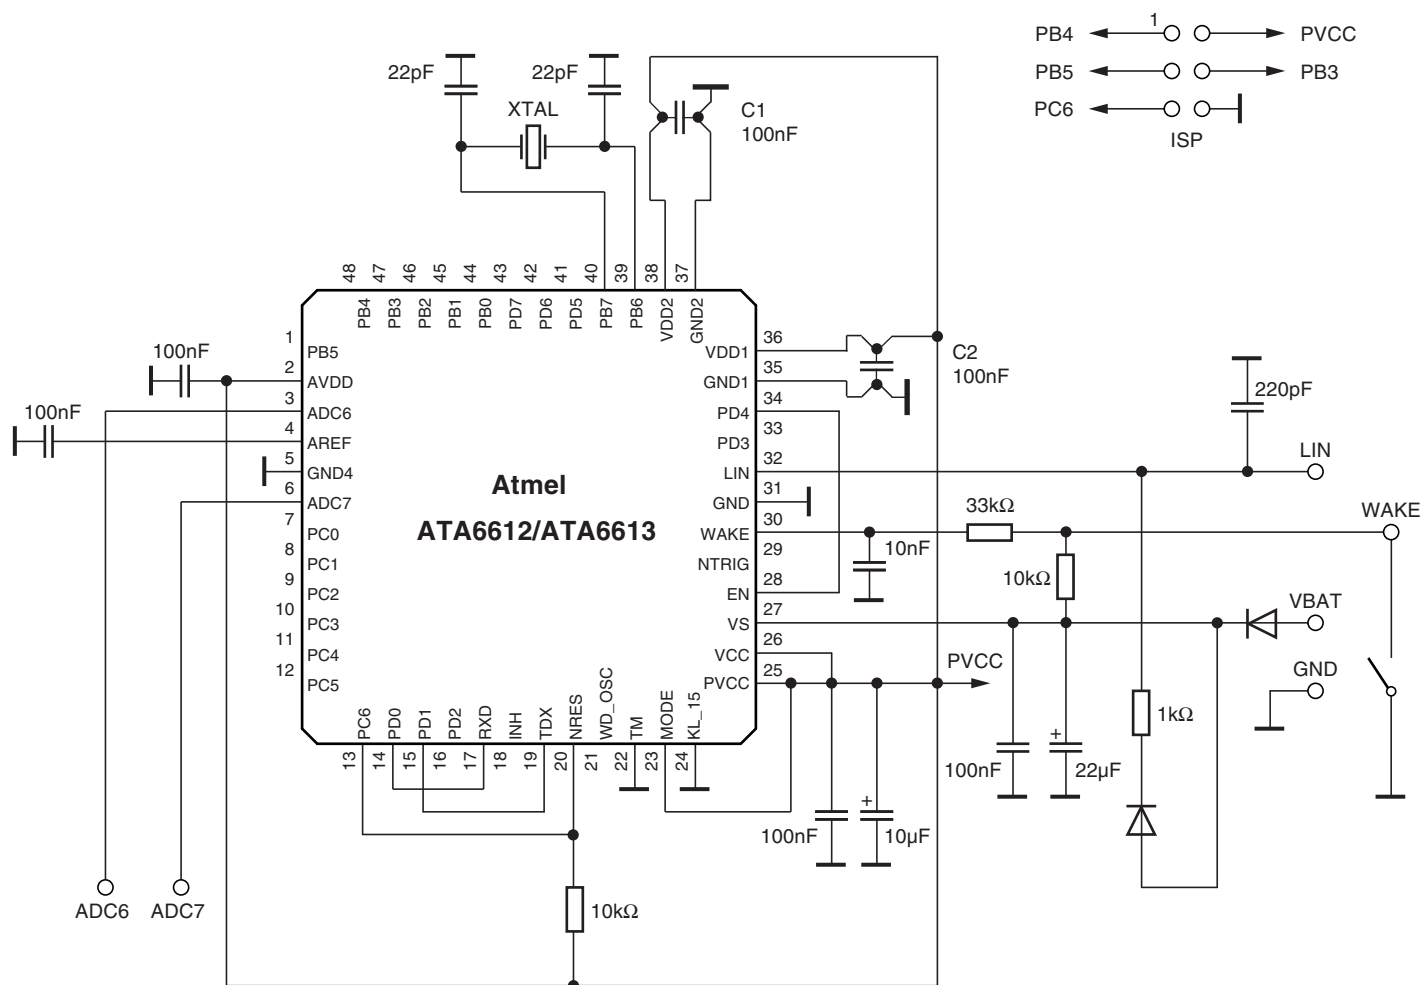 PB4 1 PVCC
PB5 PB3
PC6
ISP
22pF 22pF
XTAL
C1
100nF
48 47 46 45 44 43 42 41 40 39 38 37
PB4 PB3 PB2 PB1 PB0 PD7 PD6 PD5 PB7 PB6 VDD2 GND2
1 PB5
2 AVDD
3 ADC6
4 AREF
5 GND4
6 ADC7
7 PC0
8 PC1
9 PC2
10 PC3
11 PC4
12 PC5
100nF
100nF
Atmel
ATA6612/ATA6613
36 VDD1
35 GND1
34 PD4
33 PD3
32 LIN
31 GND
30 WAKE
29 NTRIG
28 EN
27 VS
26 VCC
25 PVCC
C2
100nF
220pF
LIN
33kΩ
WAKE
10nF
10kΩ
VBAT
PVCC
GND
1kΩ
PC6 PD0 PD1 PD2 RXD INH TDX NRES WD_OSC TM MODE KL_15
13 14 15 16 17 18 19 20 21 22 23 24
100nF + 22µF
100nF + 10µF
ADC6 ADC7
10kΩ